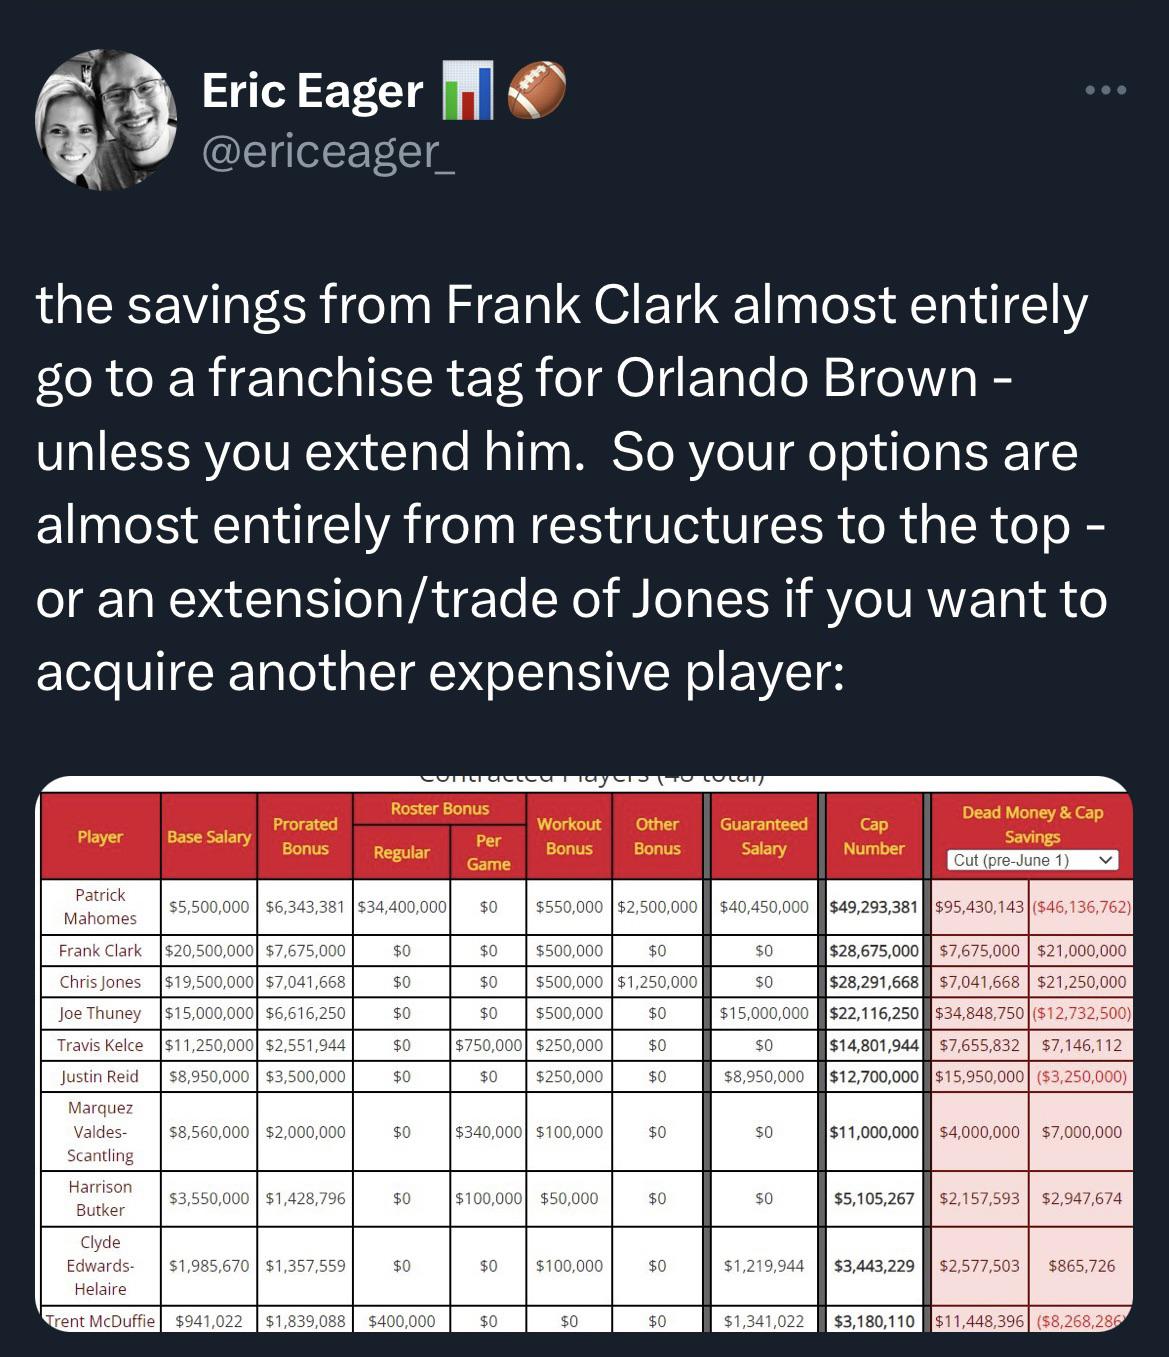 Eric Eager 📊 🏈
@ericeager_
the savings from Frank Clark almost entirely
go to a franchise tag for Orlando Brown -
unless you extend him.  So your options are
almost entirely from restructures to the top -
or an extension/trade of Jones if you want to
acquire another expensive player:
Contracted Players (48 total)
Player Base Salary Prorated Bonus Roster Bonus Regular Per Game Workout Bonus Other Bonus Guaranteed Salary Cap Number Dead Money & Cap Savings
Cut (pre-June 1)
Patrick Mahomes $5,500,000 $6,343,381 $34,400,000 $0 $550,000 $2,500,000 $40,450,000 $49,293,381 $95,430,143 ($46,136,762)
Frank Clark $20,500,000 $7,675,000 $0 $0 $500,000 $0 $0 $28,675,000 $7,675,000 $21,000,000
Chris Jones $19,500,000 $7,041,668 $0 $0 $500,000 $1,250,000 $0 $28,291,668 $7,041,668 $21,250,000
Joe Thuney $15,000,000 $6,616,250 $0 $0 $500,000 $0 $15,000,000 $22,116,250 $34,848,750 ($12,732,500)
Travis Kelce $11,250,000 $2,551,944 $0 $750,000 $250,000 $0 $0 $14,801,944 $7,655,832 $7,146,112
Justin Reid $8,950,000 $3,500,000 $0 $0 $250,000 $0 $8,950,000 $12,700,000 $15,950,000 ($3,250,000)
Marquez Valdes-Scantling $8,560,000 $2,000,000 $0 $340,000 $100,000 $0 $0 $11,000,000 $4,000,000 $7,000,000
Harrison Butker $3,550,000 $1,428,796 $0 $100,000 $50,000 $0 $0 $5,105,267 $2,157,593 $2,947,674
Clyde Edwards-Helaire $1,985,670 $1,357,559 $0 $0 $100,000 $0 $1,219,944 $3,443,229 $2,577,503 $865,726
Trent McDuffie $941,022 $1,839,088 $400,000 $0 $0 $0 $1,341,022 $3,180,110 $11,448,396 ($8,268,286)